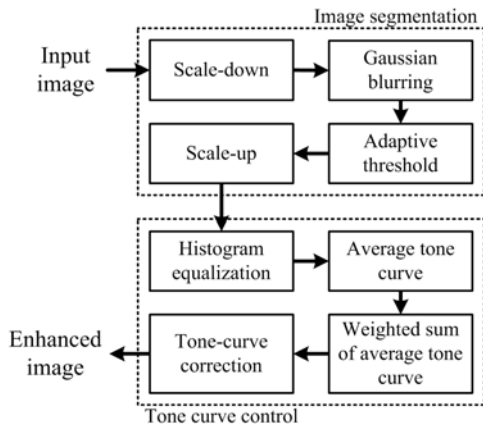 Image segmentation
Input
image
Scale-down
Gaussian
blurring
Scale-up
Adaptive
threshold
Histogram
equalization
Average tone
curve
Enhanced
image
Tone-curve
correction
Weighted sum
of average tone
curve
Tone curve control